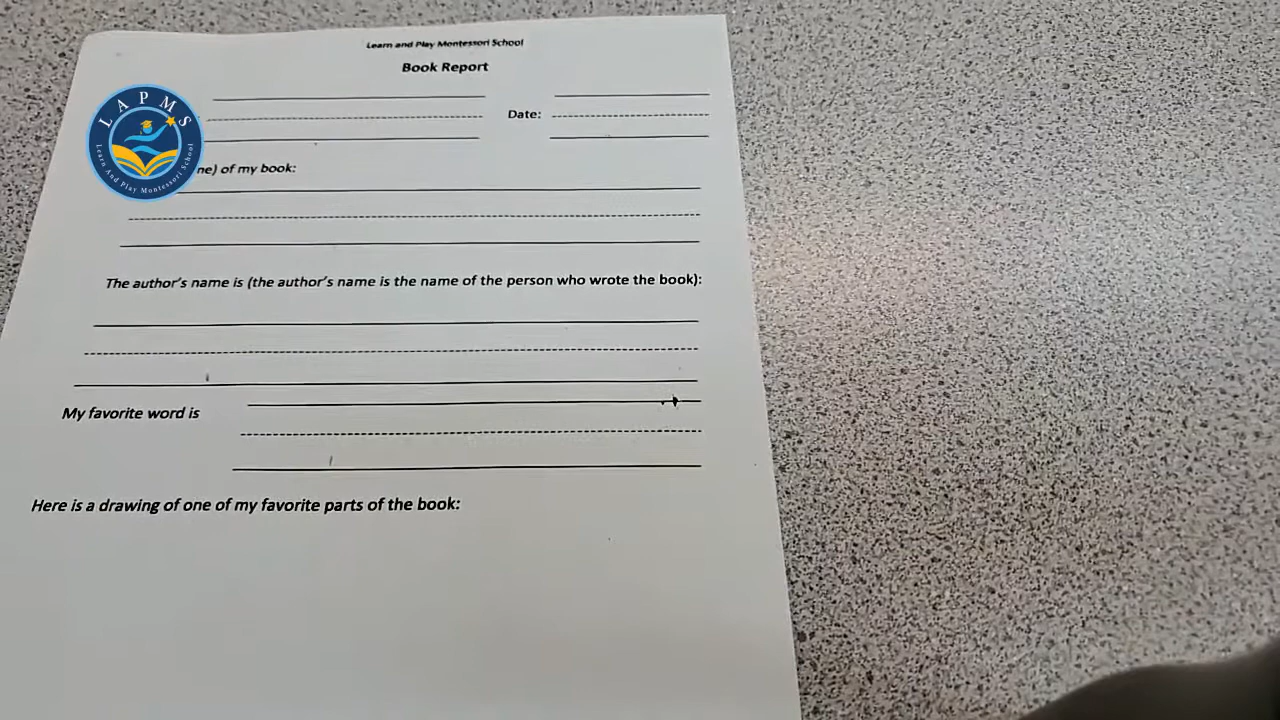 Learn and Play Montessori School
Book Report
LAPMS
Learn And Play Montessori School
Date:
ne) of my book:
The author's name is (the author's name is the name of the person who wrote the book):
My favorite word is
Here is a drawing of one of my favorite parts of the book: